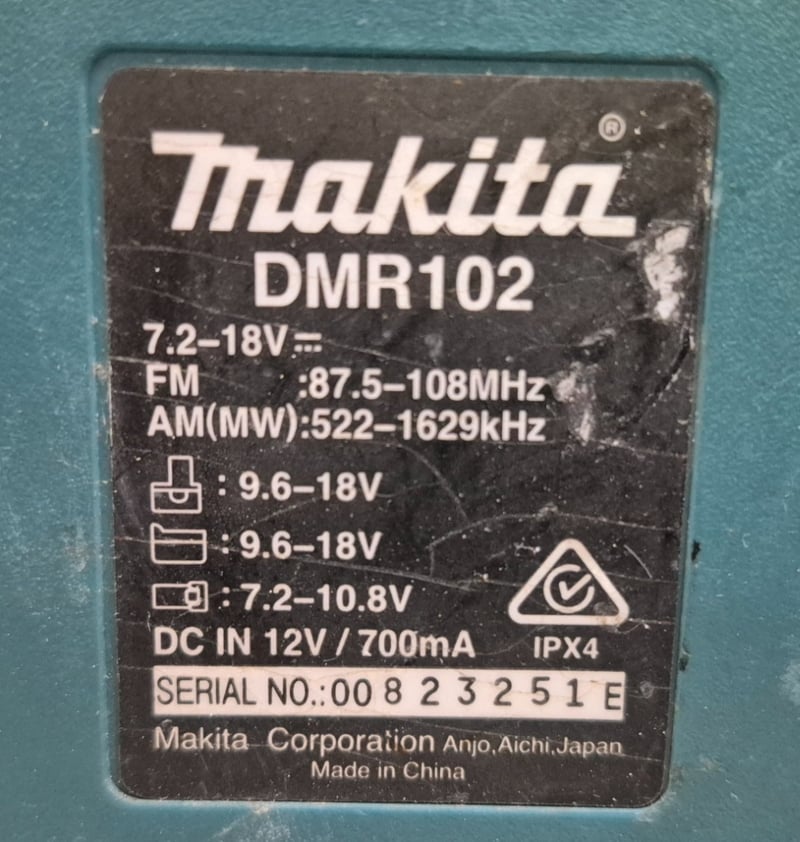 makita®
DMR102
7.2–18V⎓
FM :87.5–108MHz
AM(MW):522–1629kHz
: 9.6–18V
: 9.6–18V
: 7.2–10.8V
DC IN 12V / 700mA
IPX4
SERIAL NO.:00 8 2 3 2 5 1 E
Makita Corporation Anjo,Aichi,Japan
Made in China